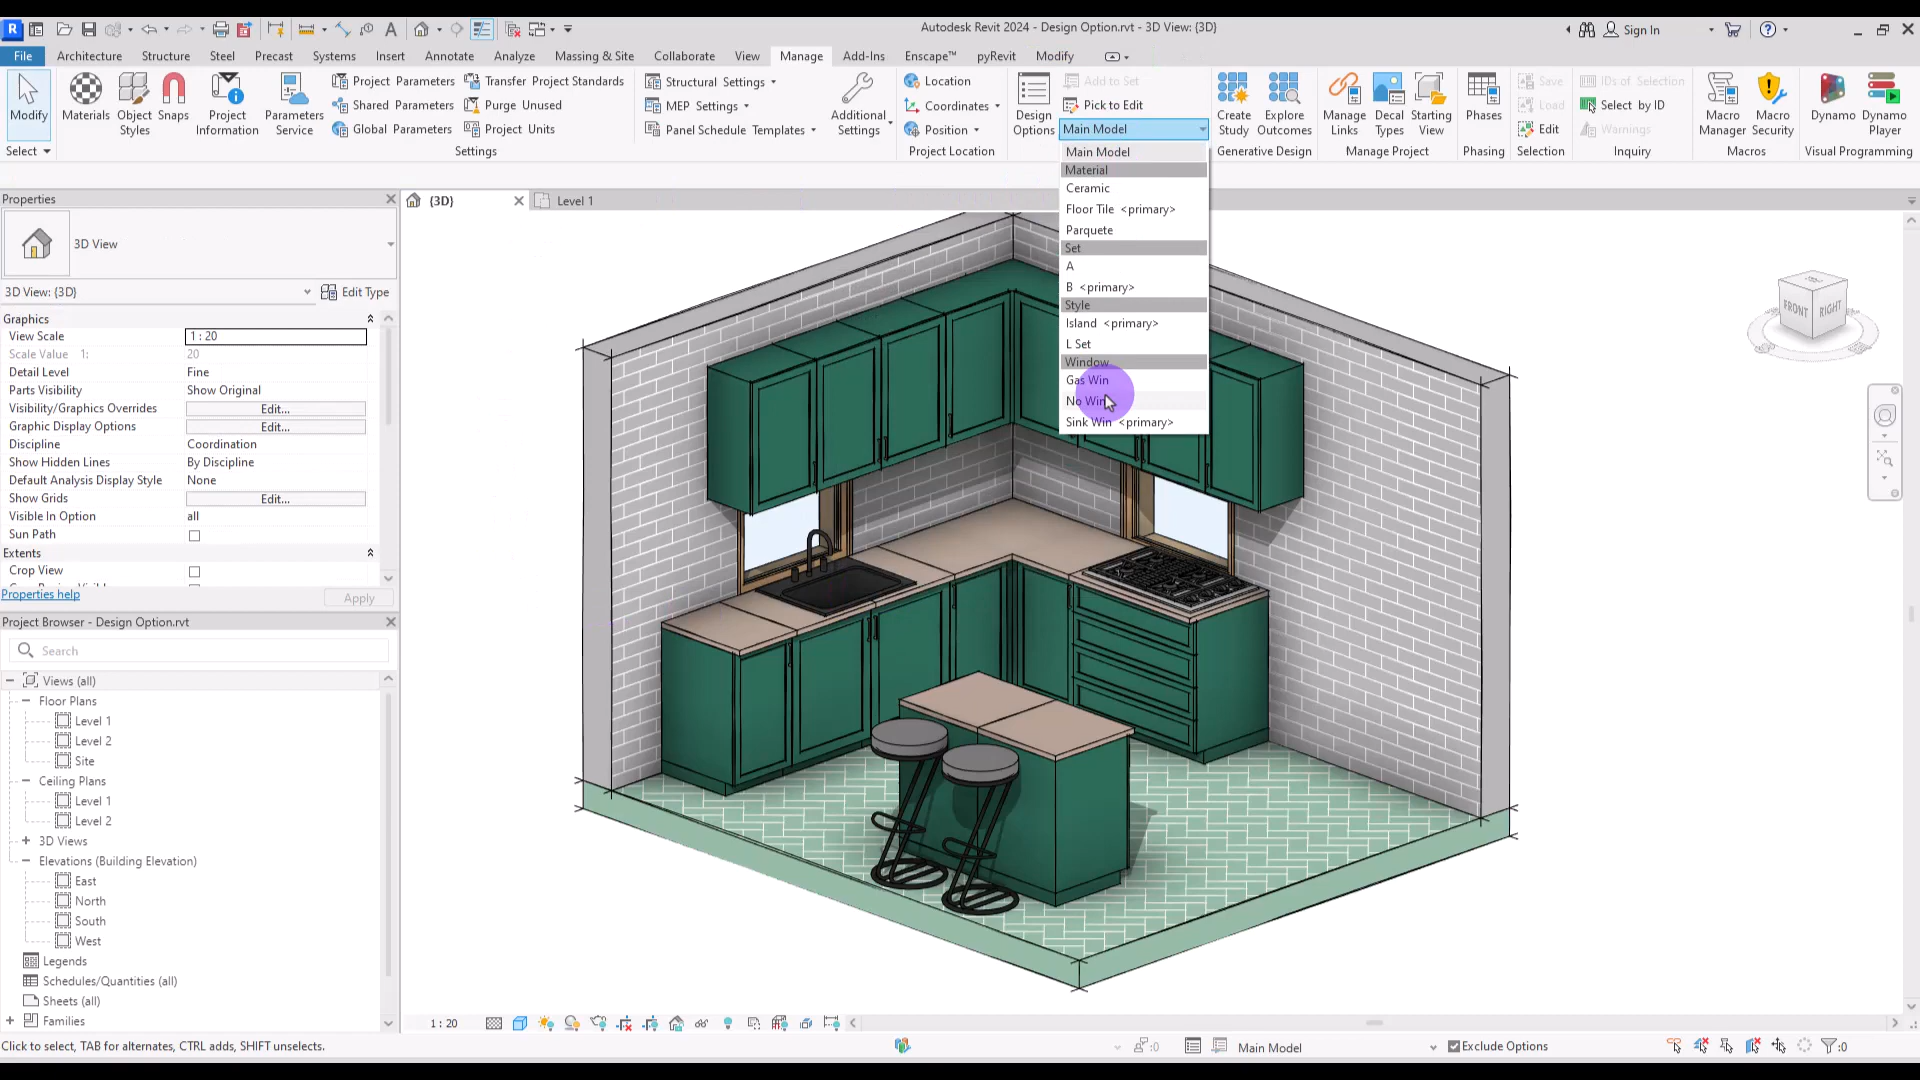 R
Autodesk Revit 2024 - Design Option.rvt - 3D View: {3D}
Sign In
File
Architecture
Structure
Steel
Precast
Systems
Insert
Annotate
Analyze
Massing & Site
Collaborate
View
Manage
Add-Ins
Enscape™
pyRevit
Modify
Modify
Materials
Object
Styles
Snaps
Project
Information
Parameters
Service
Project Parameters
Shared Parameters
Global Parameters
Transfer Project Standards
Purge Unused
Project Units
Structural Settings
MEP Settings
Panel Schedule Templates
Additional
Settings
Location
Coordinates
Position
Design
Options
Add to Set
Pick to Edit
Main Model
Create
Study
Explore
Outcomes
Manage
Links
Decal
Types
Starting
View
Phases
Save
Load
Edit
IDs of Selection
Select by ID
Warnings
Macro
Manager
Macro
Security
Dynamo
Dynamo
Player
Select
Settings
Project Location
Generative Design
Manage Project
Phasing
Selection
Inquiry
Macros
Visual Programming
Main Model
Material
Ceramic
Floor Tile <primary>
Parquete
Set
A
B <primary>
Style
Island <primary>
L Set
Window
Gas Win
No Win
Sink Win <primary>
Properties
{3D}
Level 1
3D View
3D View: {3D}
Edit Type
Graphics
View Scale
1 : 20
Scale Value 1:
20
Detail Level
Fine
Parts Visibility
Show Original
Visibility/Graphics Overrides
Edit...
Graphic Display Options
Edit...
Discipline
Coordination
Show Hidden Lines
By Discipline
Default Analysis Display Style
None
Show Grids
Edit...
Visible In Option
all
Sun Path
Extents
Crop View
Properties help
Apply
Project Browser - Design Option.rvt
Search
Views (all)
Floor Plans
Level 1
Level 2
Site
Ceiling Plans
Level 1
Level 2
3D Views
Elevations (Building Elevation)
East
North
South
West
Legends
Schedules/Quantities (all)
Sheets (all)
Families
FRONT
RIGHT
1 : 20
Click to select, TAB for alternates, CTRL adds, SHIFT unselects.
:0
Main Model
Exclude Options
:0